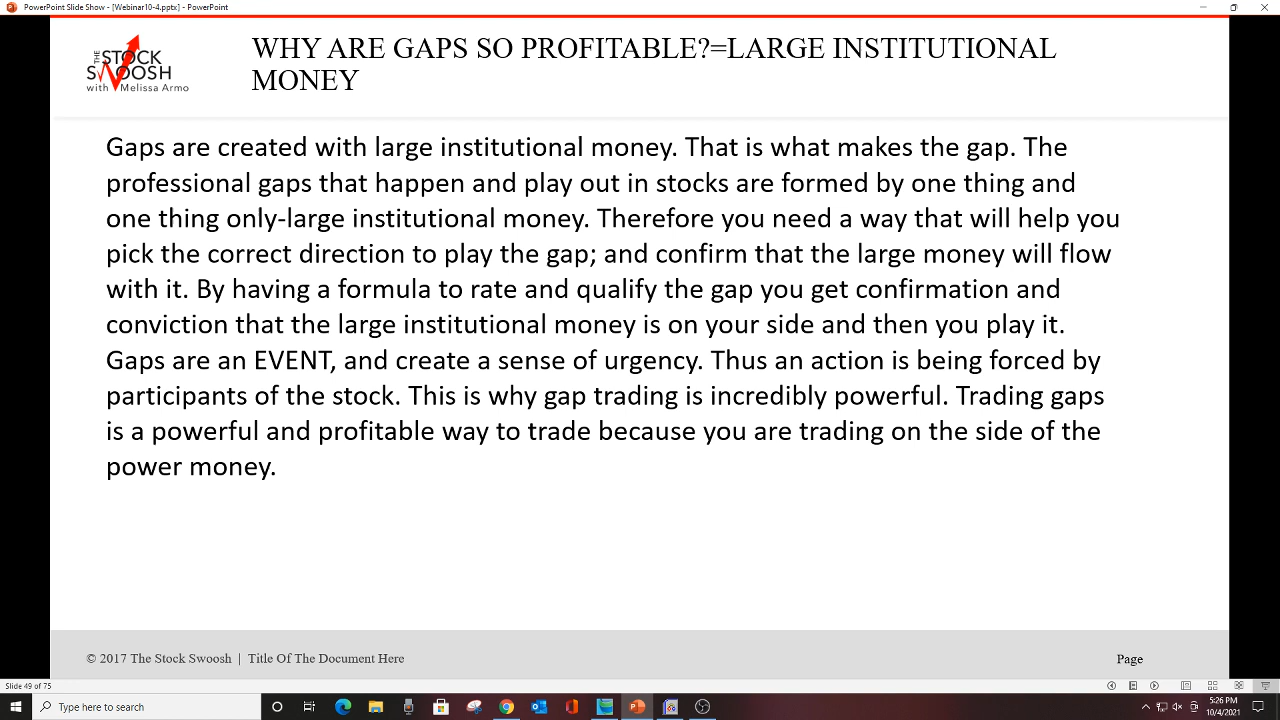 PowerPoint Slide Show - [Webinar10-4.pptx] - PowerPoint
THE
STOCK
SWOOSH
with Melissa Armo
WHY ARE GAPS SO PROFITABLE?=LARGE INSTITUTIONAL
MONEY
Gaps are created with large institutional money. That is what makes the gap. The
professional gaps that happen and play out in stocks are formed by one thing and
one thing only-large institutional money. Therefore you need a way that will help you
pick the correct direction to play the gap; and confirm that the large money will flow
with it. By having a formula to rate and qualify the gap you get confirmation and
conviction that the large institutional money is on your side and then you play it.
Gaps are an EVENT, and create a sense of urgency. Thus an action is being forced by
participants of the stock. This is why gap trading is incredibly powerful. Trading gaps
is a powerful and profitable way to trade because you are trading on the side of the
power money.
© 2017 The Stock Swoosh | Title Of The Document Here
Page
Slide 49 of 75
Type here to search
5:26 PM
10/4/2021